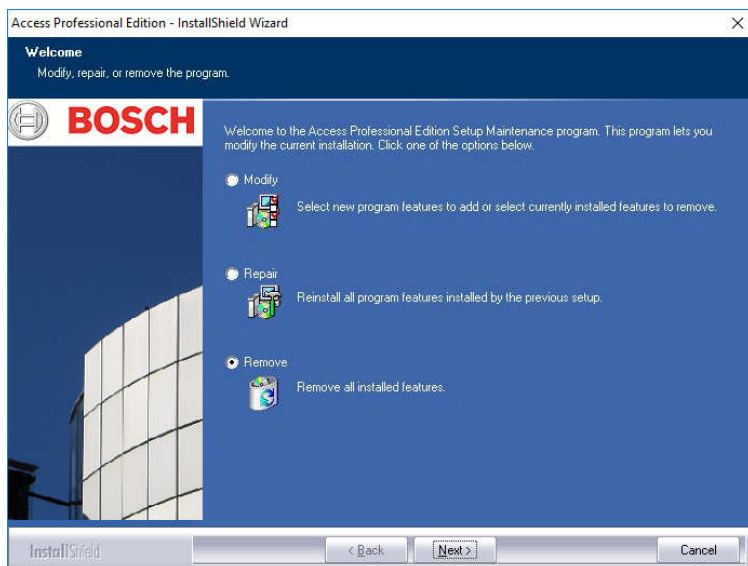 Access Professional Edition - InstallShield Wizard
Welcome
Modify, repair, or remove the program.
BOSCH
Welcome to the Access Professional Edition Setup Maintenance program. This program lets you
modify the current installation. Click one of the options below.
Modify
Select new program features to add or select currently installed features to remove.
Repair
Reinstall all program features installed by the previous setup.
Remove
Remove all installed features.
InstallShield
< Back
Next >
Cancel